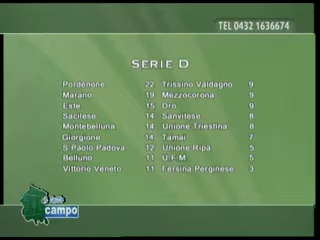 TEL 0432 1636674
SERIE D
Pordenone 22 Trissino Valdagno 9
Marano 19 Mezzocorona 9
Este 15 Dro 9
Sacilese 14 Sanvitese 8
Montebelluna 14 Unione Triestina 8
Giorgione 14 Tamai 7
S.Paolo Padova 12 Unione Ripa 5
Belluno 11 U.F.M. 5
Vittorio Veneto 11 Fersina Perginese 3
campo